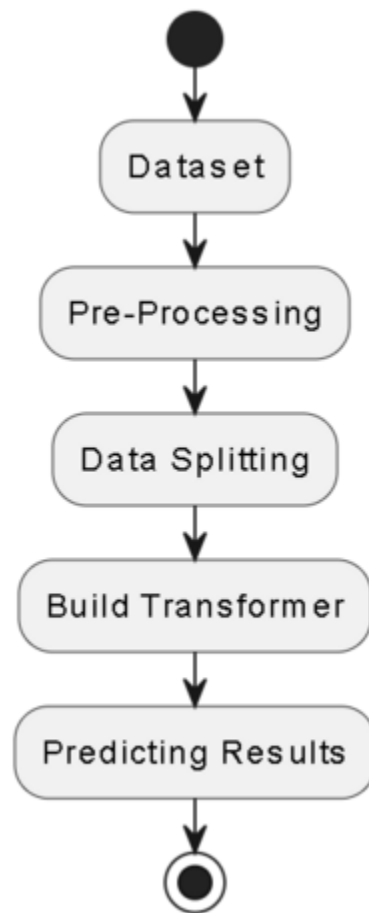 Dataset
Pre-Processing
Data Splitting
Build Transformer
Predicting Results